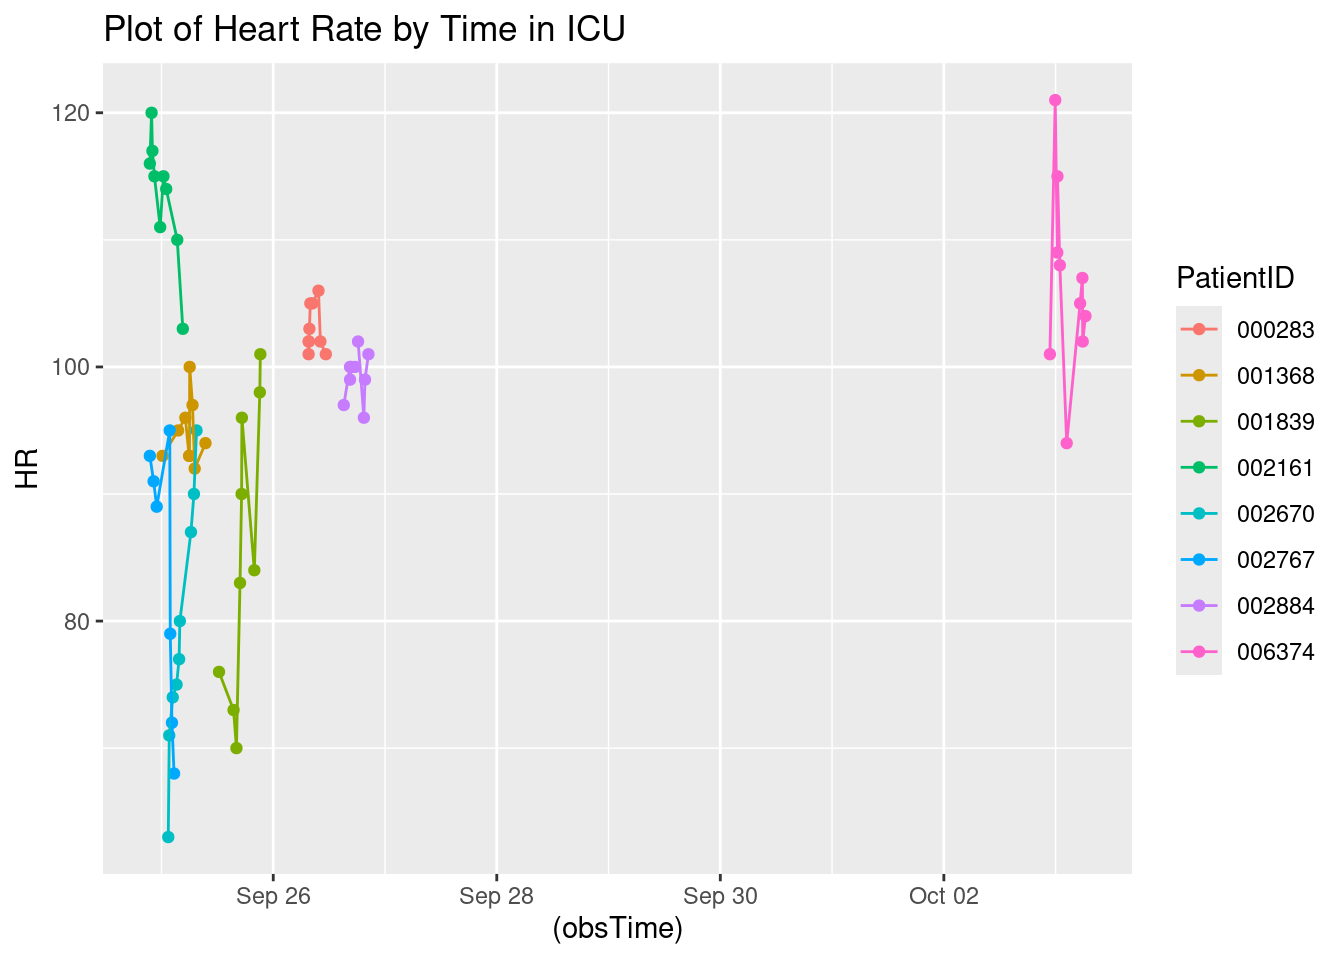 Plot of Heart Rate by Time in ICU
120
100
80
HR
Sep 26
Sep 28
Sep 30
Oct 02
(obsTime)
PatientID
000283
001368
001839
002161
002670
002767
002884
006374